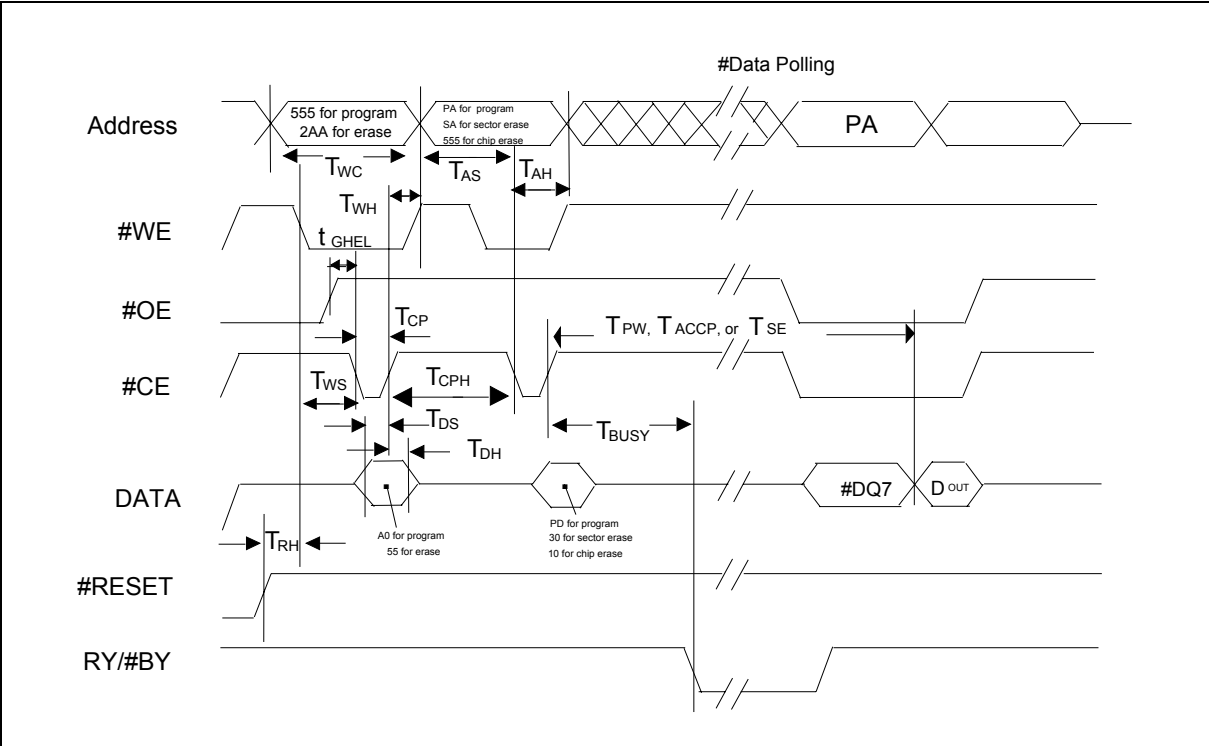 #Data Polling
Address
555 for program
2AA for erase
PA for program
SA for sector erase
555 for chip erase
PA
TWC
TAS
TAH
TWH
#WE
t GHEL
#OE
TCP
TPW, TACCP, or TSE
#CE
TWS
TCPH
TDS
TBUSY
TDH
DATA
#DQ7
DOUT
A0 for program
55 for erase
PD for program
30 for sector erase
10 for chip erase
TRH
#RESET
RY/#BY